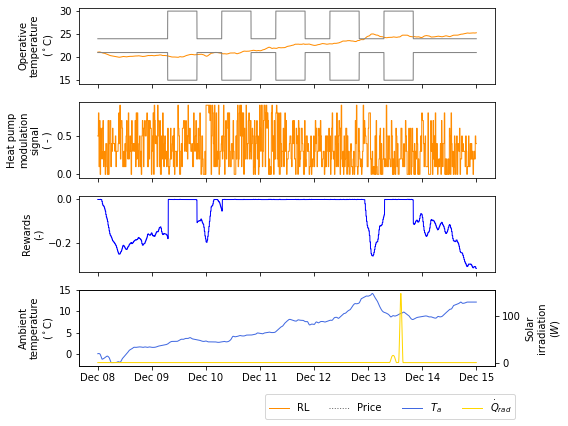 Operative
temperature
(°C)
30
25
20
15
Heat pump
modulation
signal
( - )
0.5
0.0
Rewards
(-)
0.0
−0.2
Ambient
temperature
(°C)
15
10
5
0
Solar
irradiation
(W)
100
0
Dec 08 Dec 09 Dec 10 Dec 11 Dec 12 Dec 13 Dec 14 Dec 15
RL Price T_a Q̇_rad